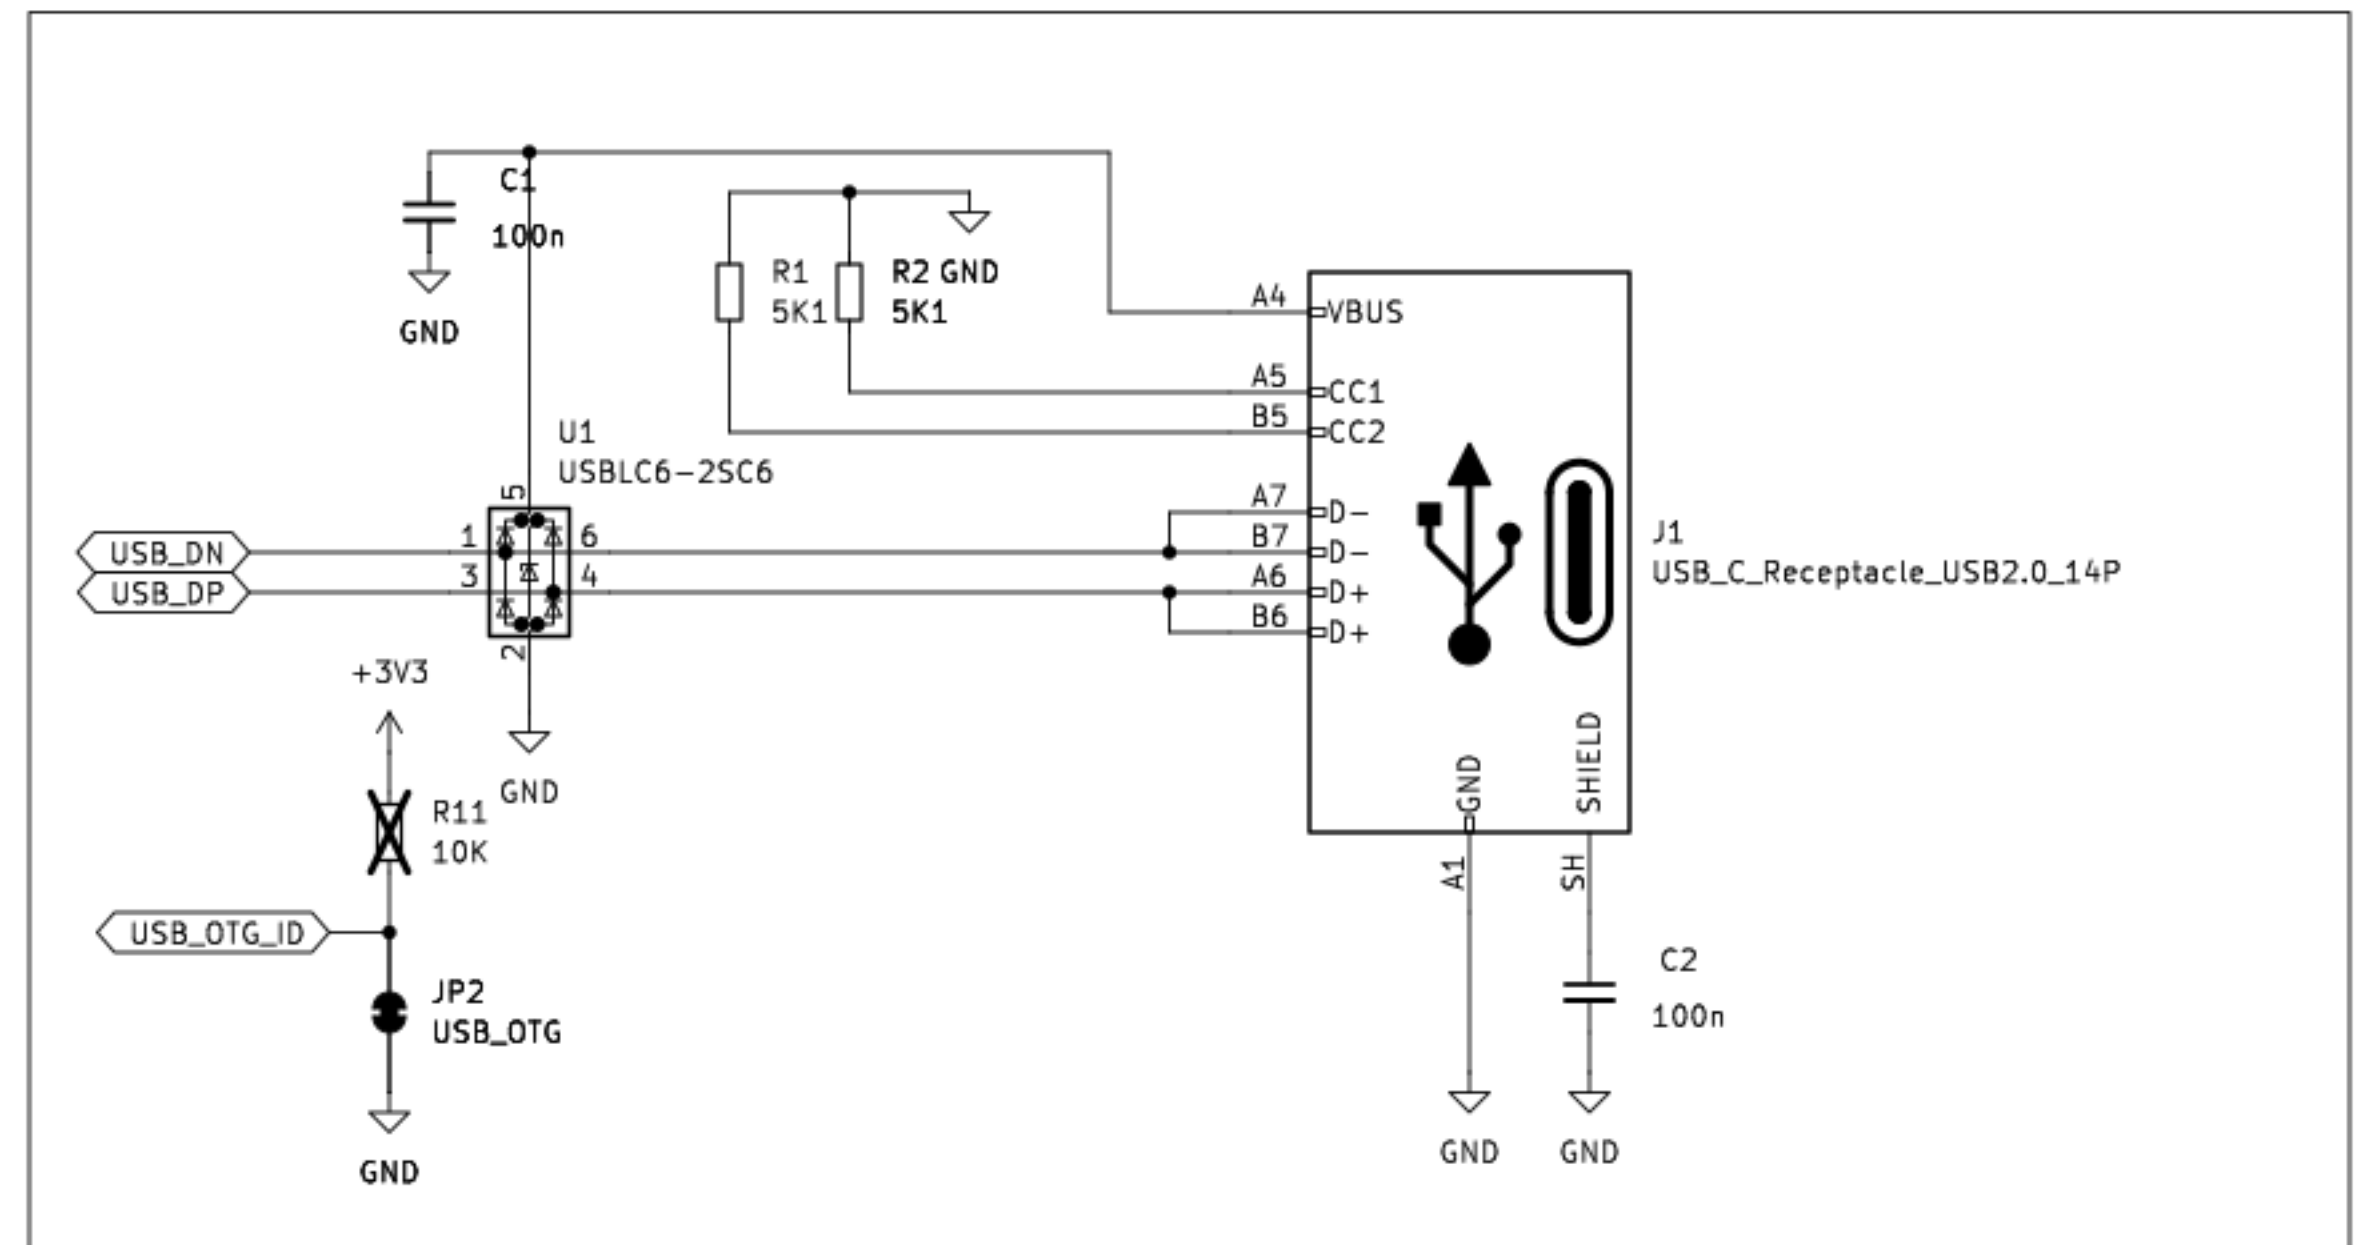 C1
100n
GND
R1
5K1
R2 GND
5K1
A4
VBUS
A5
CC1
B5
CC2
U1
USBLC6-2SC6
5
1
6
3
4
2
USB_DN
USB_DP
GND
A7
D-
B7
D-
A6
D+
B6
D+
J1
USB_C_Receptacle_USB2.0_14P
GND
SHIELD
A1
SH
+3V3
R11
10K
USB_OTG_ID
JP2
USB_OTG
GND
C2
100n
GND
GND